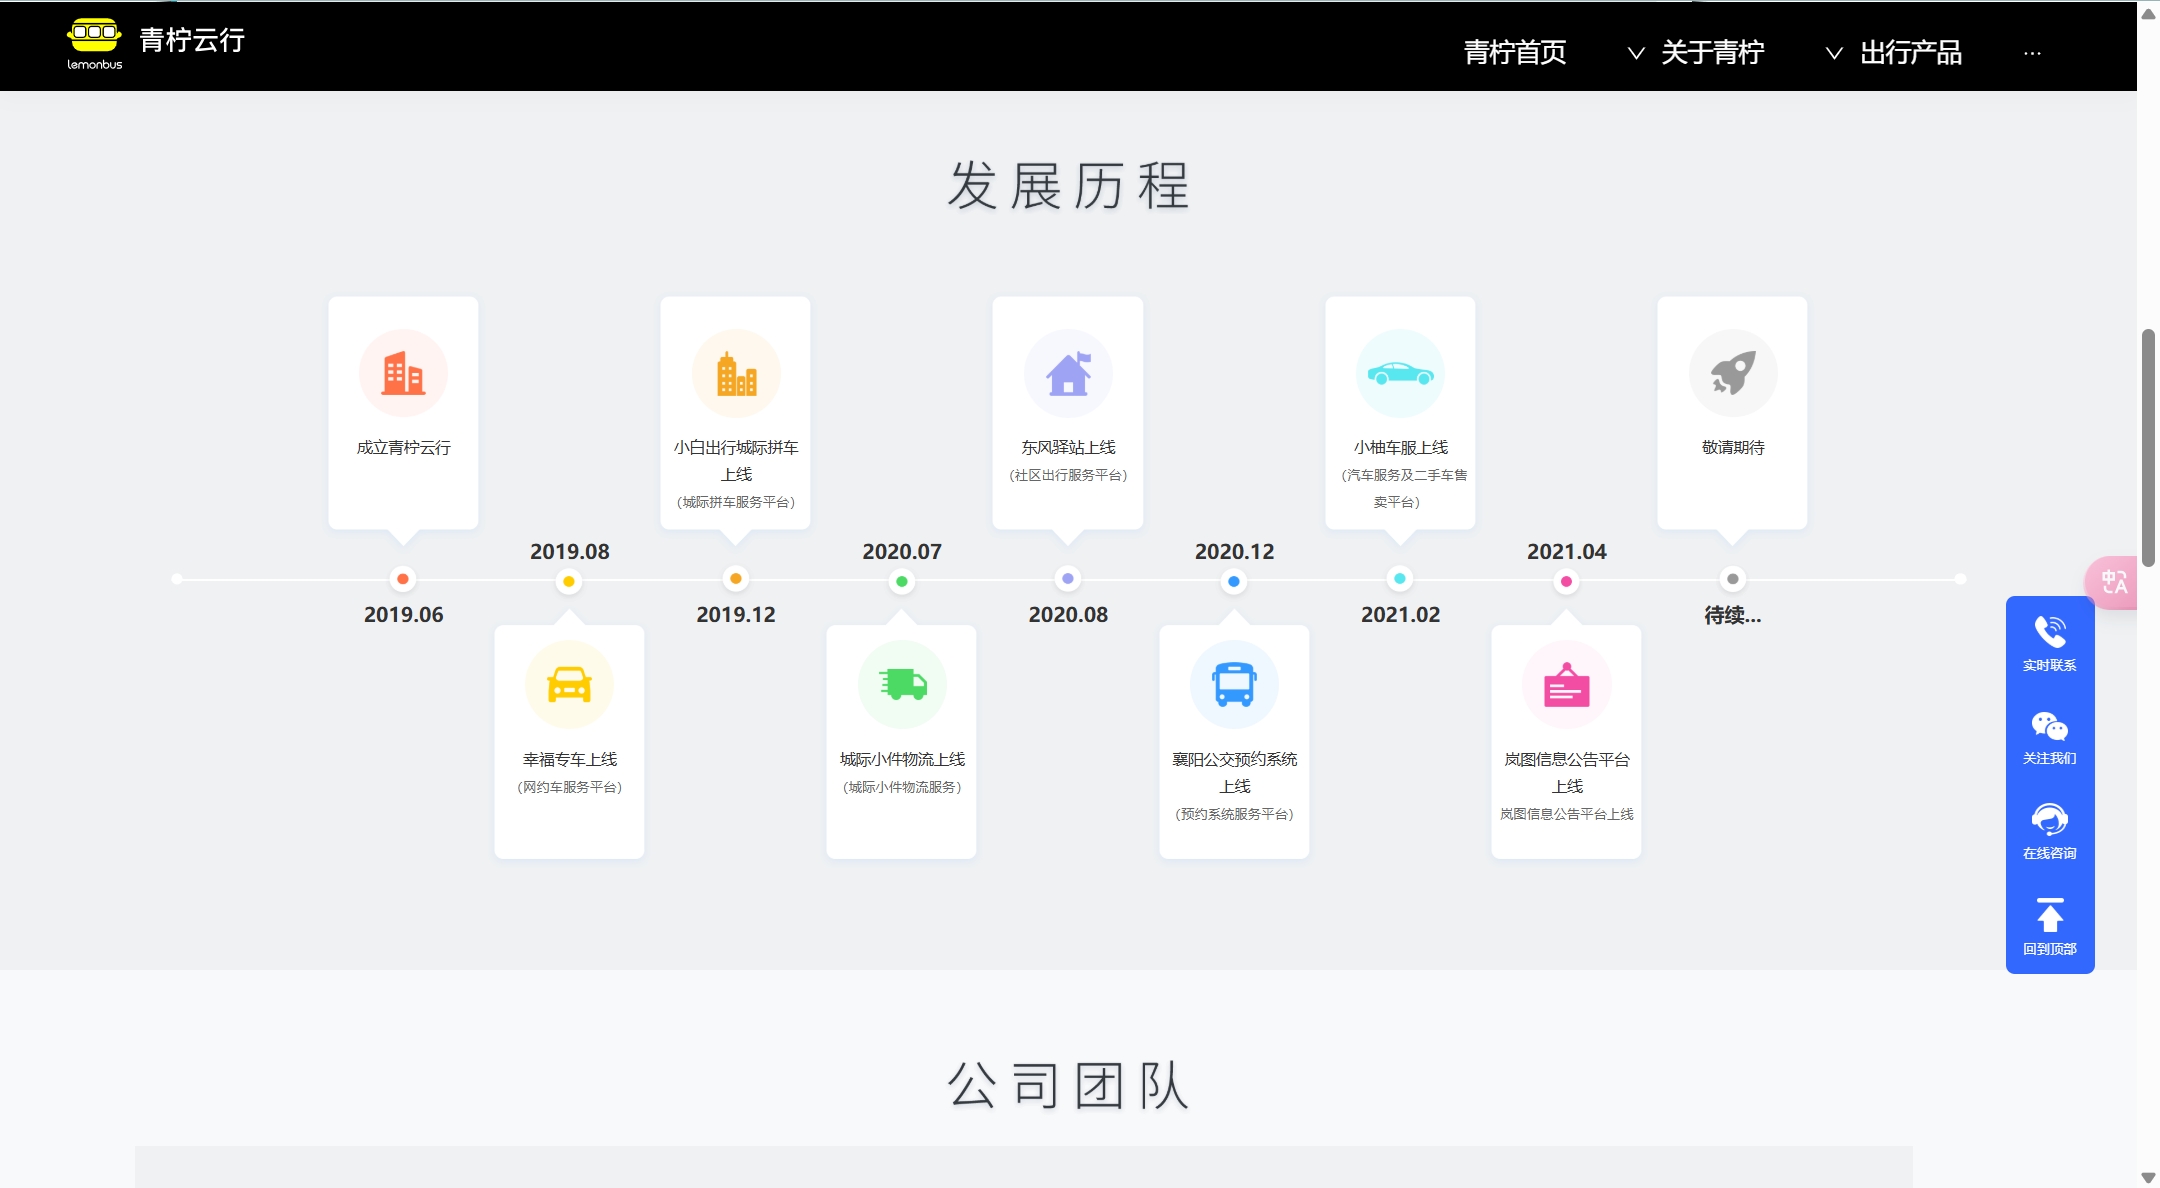 青柠云行
lemonbus
青柠首页
关于青柠
出行产品
...
发展历程
成立青柠云行
2019.06
2019.08
幸福专车上线
(网约车服务平台)
小白出行城际拼车
上线
(城际拼车服务平台)
2019.12
2020.07
城际小件物流上线
(城际小件物流服务)
东风驿站上线
(社区出行服务平台)
2020.08
2020.12
襄阳公交预约系统
上线
(预约系统服务平台)
小柚车服上线
(汽车服务及二手车售
卖平台)
2021.02
2021.04
岚图信息公告平台
上线
岚图信息公告平台上线
敬请期待
待续...
中A
实时联系
关注我们
在线咨询
回到顶部
公司团队